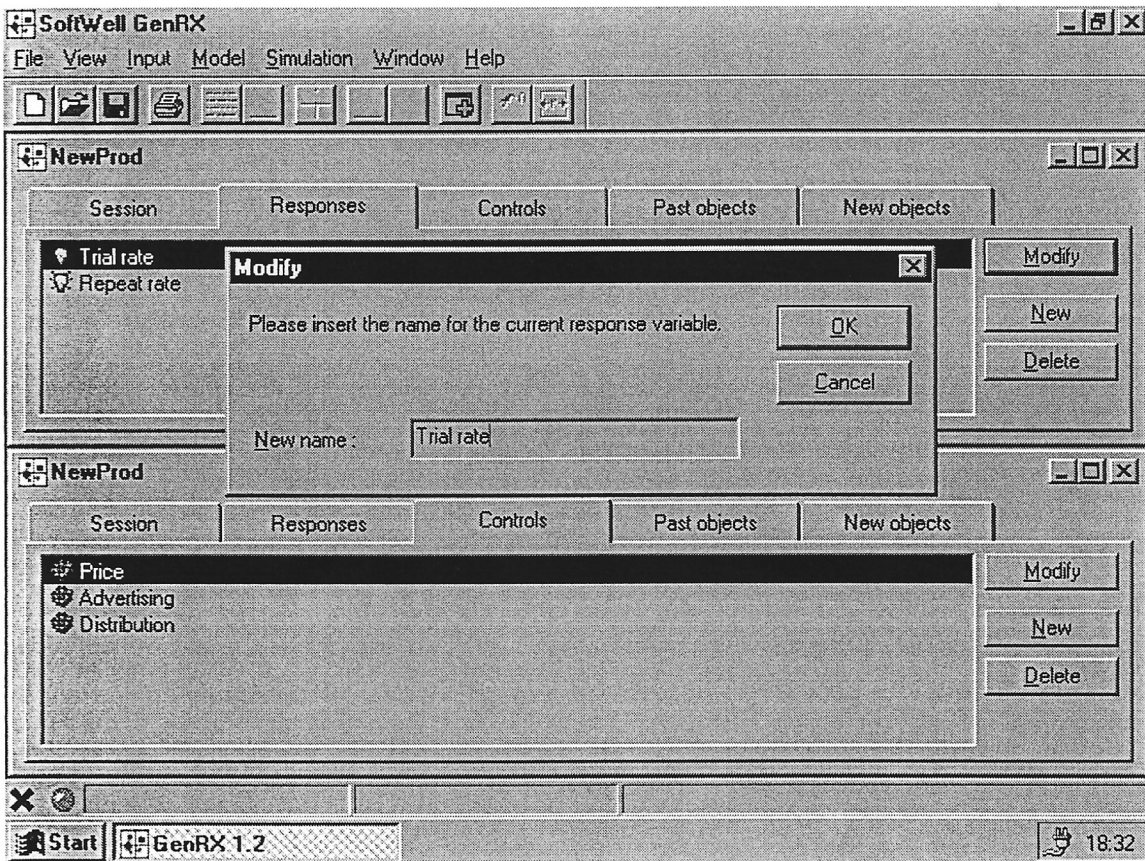 SoftWell GenRX
File View Input Model Simulation Window Help
NewProd
Session Responses Controls Past objects New objects
Trial rate
Repeat rate
Modify
New
Delete
Modify
Please insert the name for the current response variable.
OK
Cancel
New name : Trial rate
NewProd
Session Responses Controls Past objects New objects
Price
Advertising
Distribution
Modify
New
Delete
Start GenRX 1.2 18:32